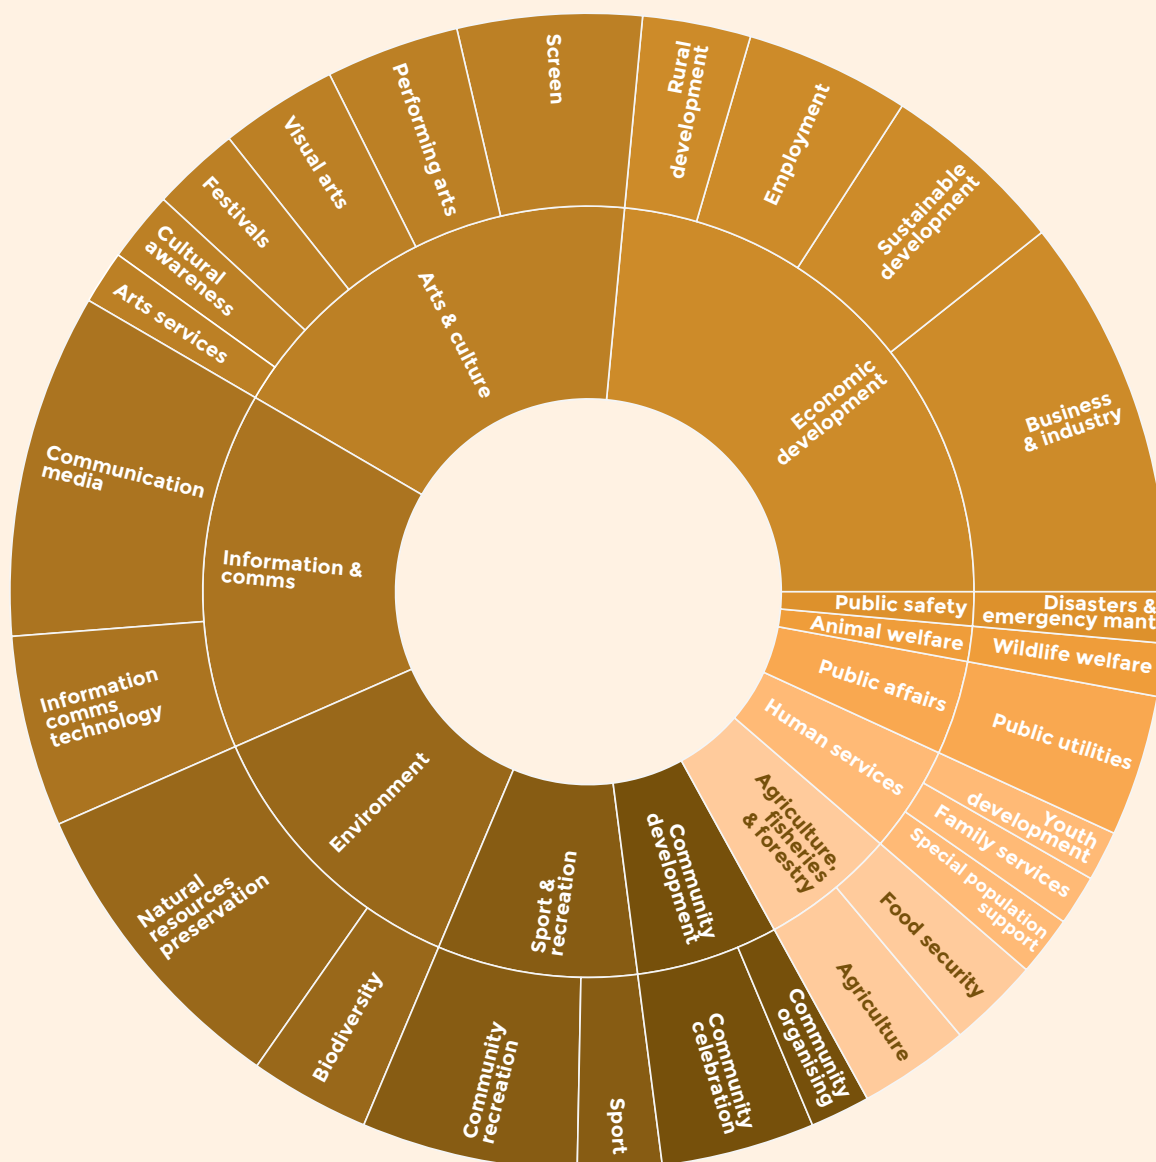 Screen
Rural
development
Employment
Sustainable
development
Business
& industry
Performing arts
Visual arts
Festivals
Cultural
awareness
Arts services
Arts & culture
Economic
development
Communication
media
Information &
comms
Information
comms
technology
Public safety
Disasters &
emergency mant
Animal welfare
Wildlife welfare
Public affairs
Public utilities
Human services
Youth
development
Family services
Special population
support
Agriculture,
fisheries
& forestry
Food security
Agriculture
Community
development
Community
organising
Community
celebration
Sport &
recreation
Sport
Community
recreation
Environment
Biodiversity
Natural
resources
preservation